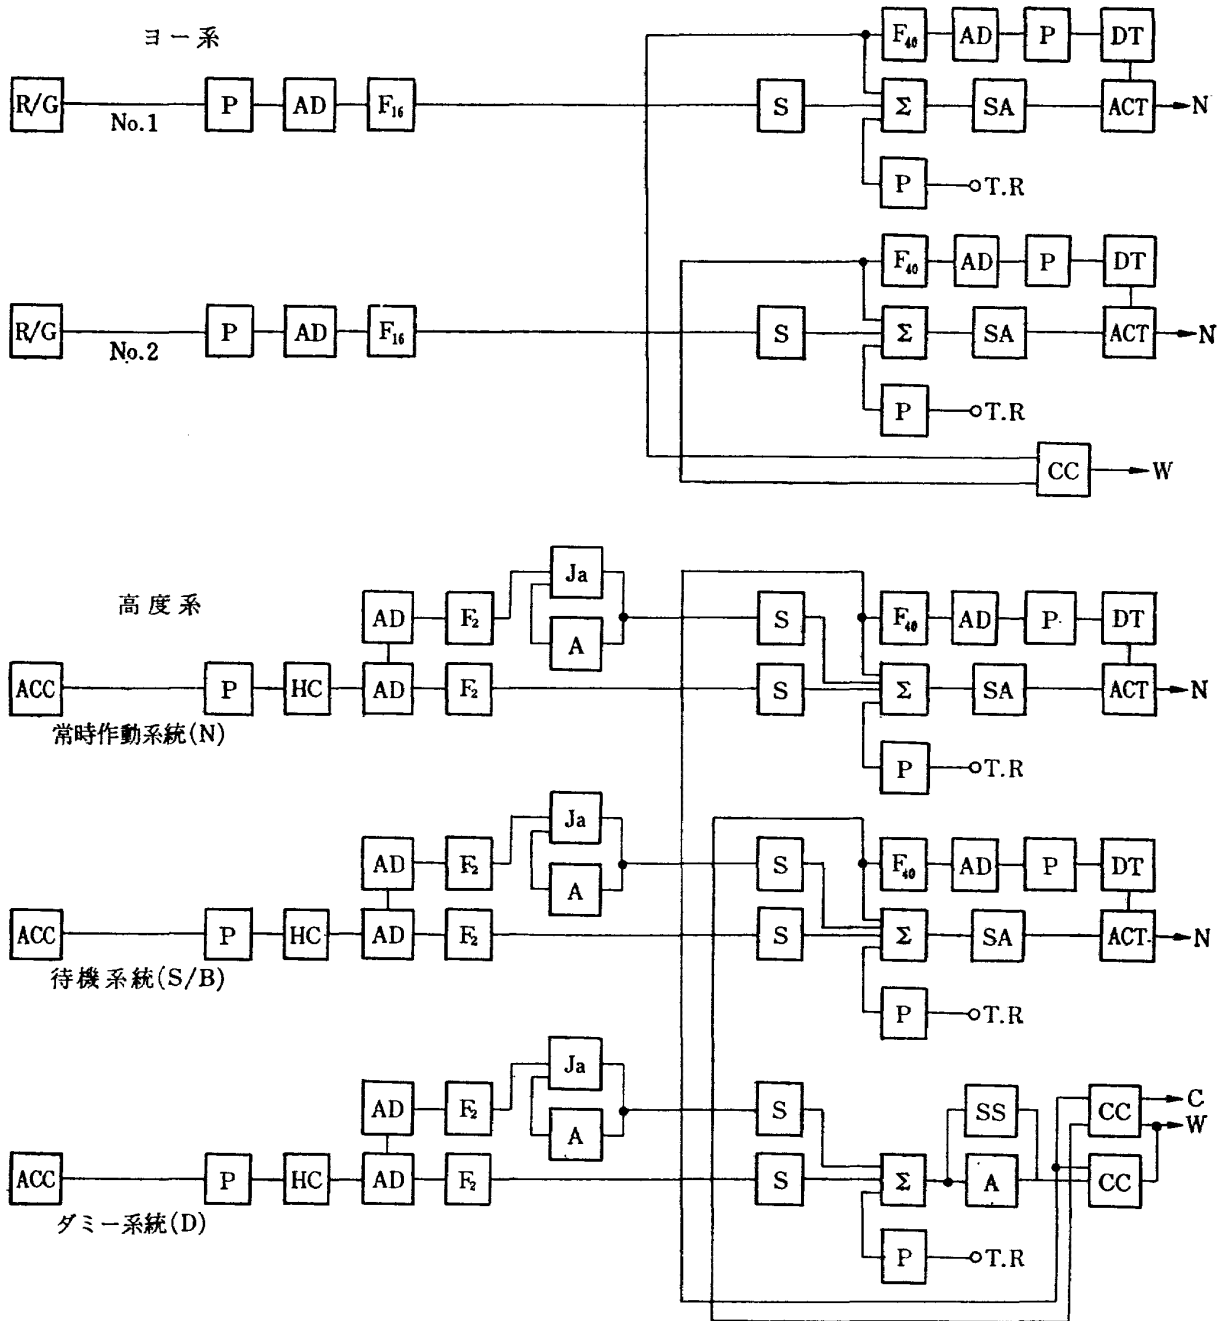 ヨー系
F₄₀ AD P DT
R/G No.1 P AD F₁₆ S Σ SA ACT N
P T.R
F₄₀ AD P DT
R/G No.2 P AD F₁₆ S Σ SA ACT N
P T.R
CC W
高度系
Ja
AD F₂ S F₄₀ AD P DT
A
ACC P HC AD F₂ S Σ SA ACT N
常時作動系統(N)
P T.R
Ja
AD F₂ S F₄₀ AD P DT
A
ACC P HC AD F₂ S Σ SA ACT N
待機系統(S/B)
P T.R
Ja
AD F₂ S SS CC C
W
A
ACC P HC AD F₂ S Σ A CC
ダミー系統(D)
P T.R